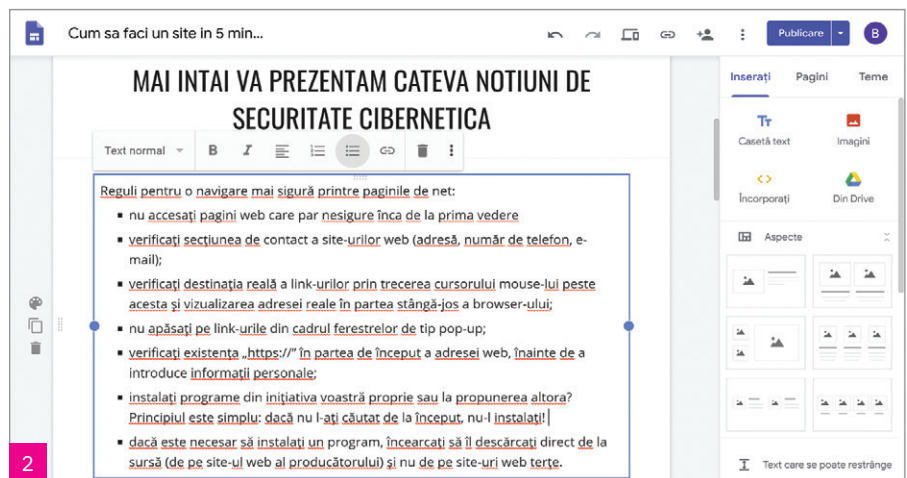 Cum sa faci un site in 5 min...
Publicare
B
MAI INTAI VA PREZENTAM CATEVA NOTIUNI DE
SECURITATE CIBERNETICA
Text normal
B
I
Reguli pentru o navigare mai sigură printre paginile de net:
▪ nu accesați pagini web care par nesigure înca de la prima vedere
▪ verificați secțiunea de contact a site-urilor web (adresă, număr de telefon, e-
mail);
▪ verificați destinația reală a link-urilor prin trecerea cursorului mouse-lui peste
acesta și vizualizarea adresei reale în partea stângă-jos a browser-ului;
▪ nu apăsați pe link-urile din cadrul ferestrelor de tip pop-up;
▪ verificați existența „https://” în partea de început a adresei web, înainte de a
introduce informații personale;
▪ instalați programe din inițiativa voastră proprie sau la propunerea altora?
Principiul este simplu: dacă nu l-ați căutat de la început, nu-l instalați!
▪ dacă este necesar să instalați un program, încearcați să îl descărcați direct de la
sursă (de pe site-ul web al producătorului) și nu de pe site-uri web terțe.
Inserați
Pagini
Teme
Tт
Casetă text
Imagini
Încorporați
Din Drive
Aspecte
Text care se poate restrânge
2